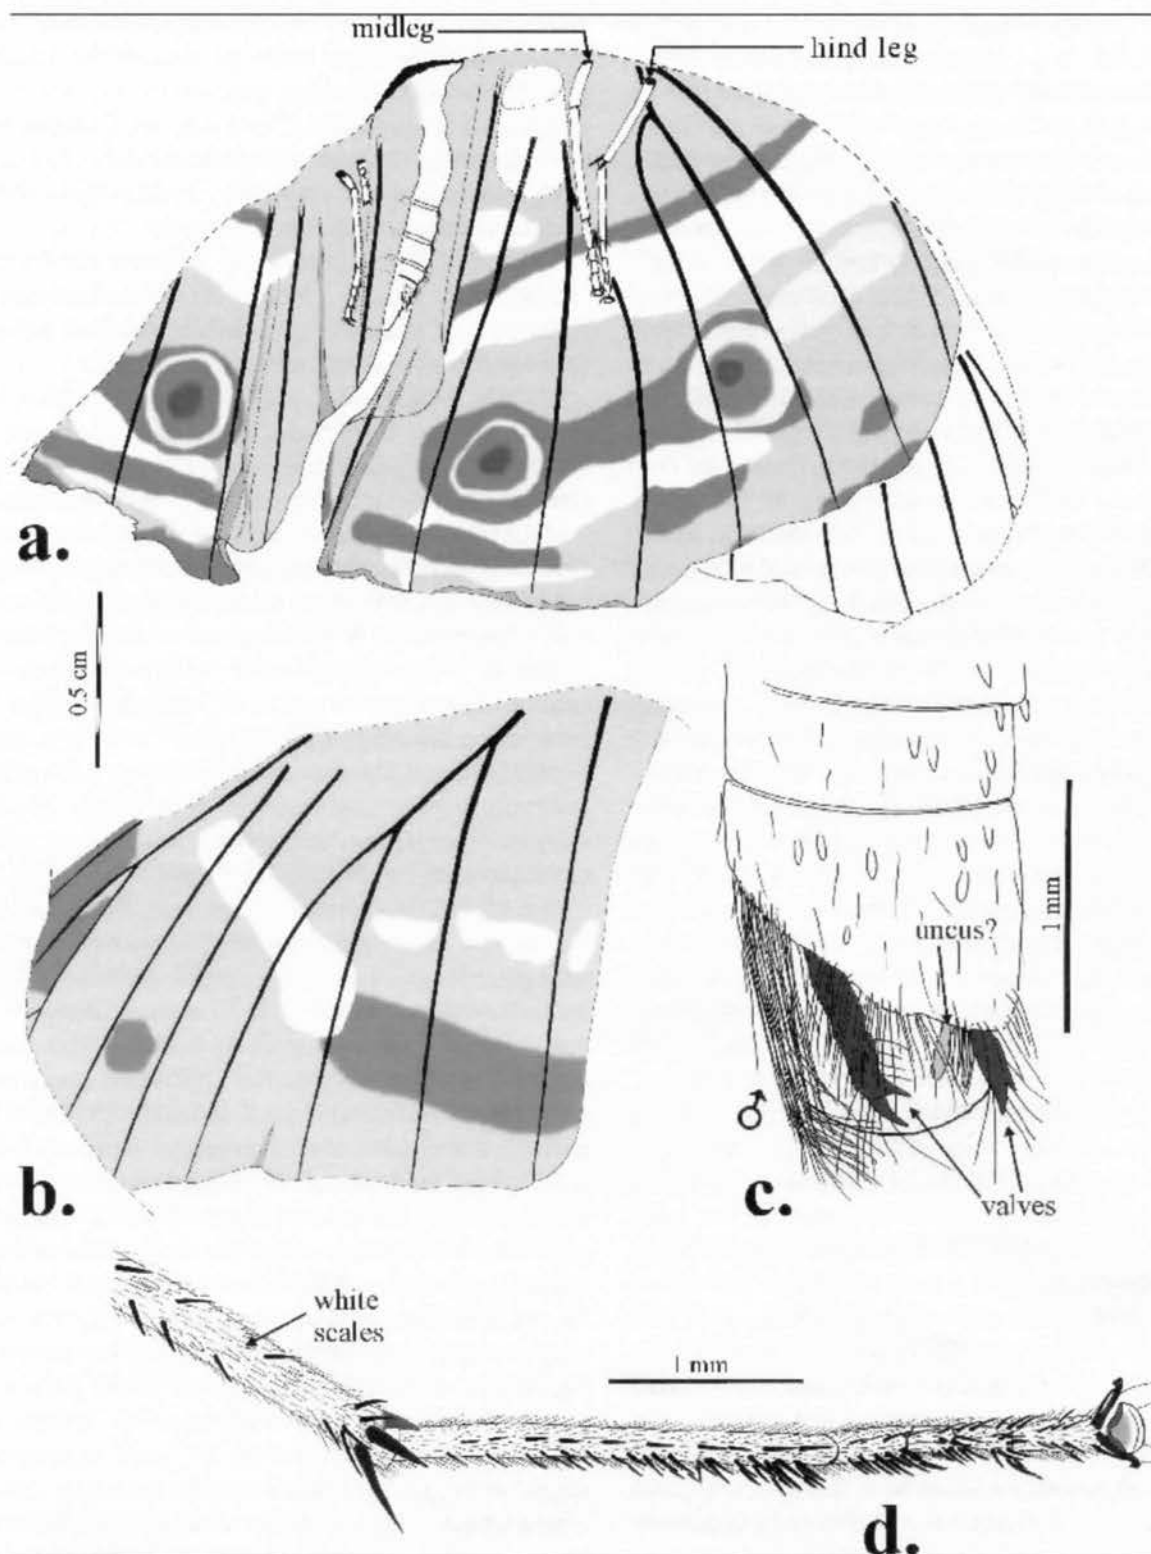 midleg
hind leg
a.
0.5 cm
b.
uncus?
1 mm
♂
c.
valves
white
scales
1 mm
d.